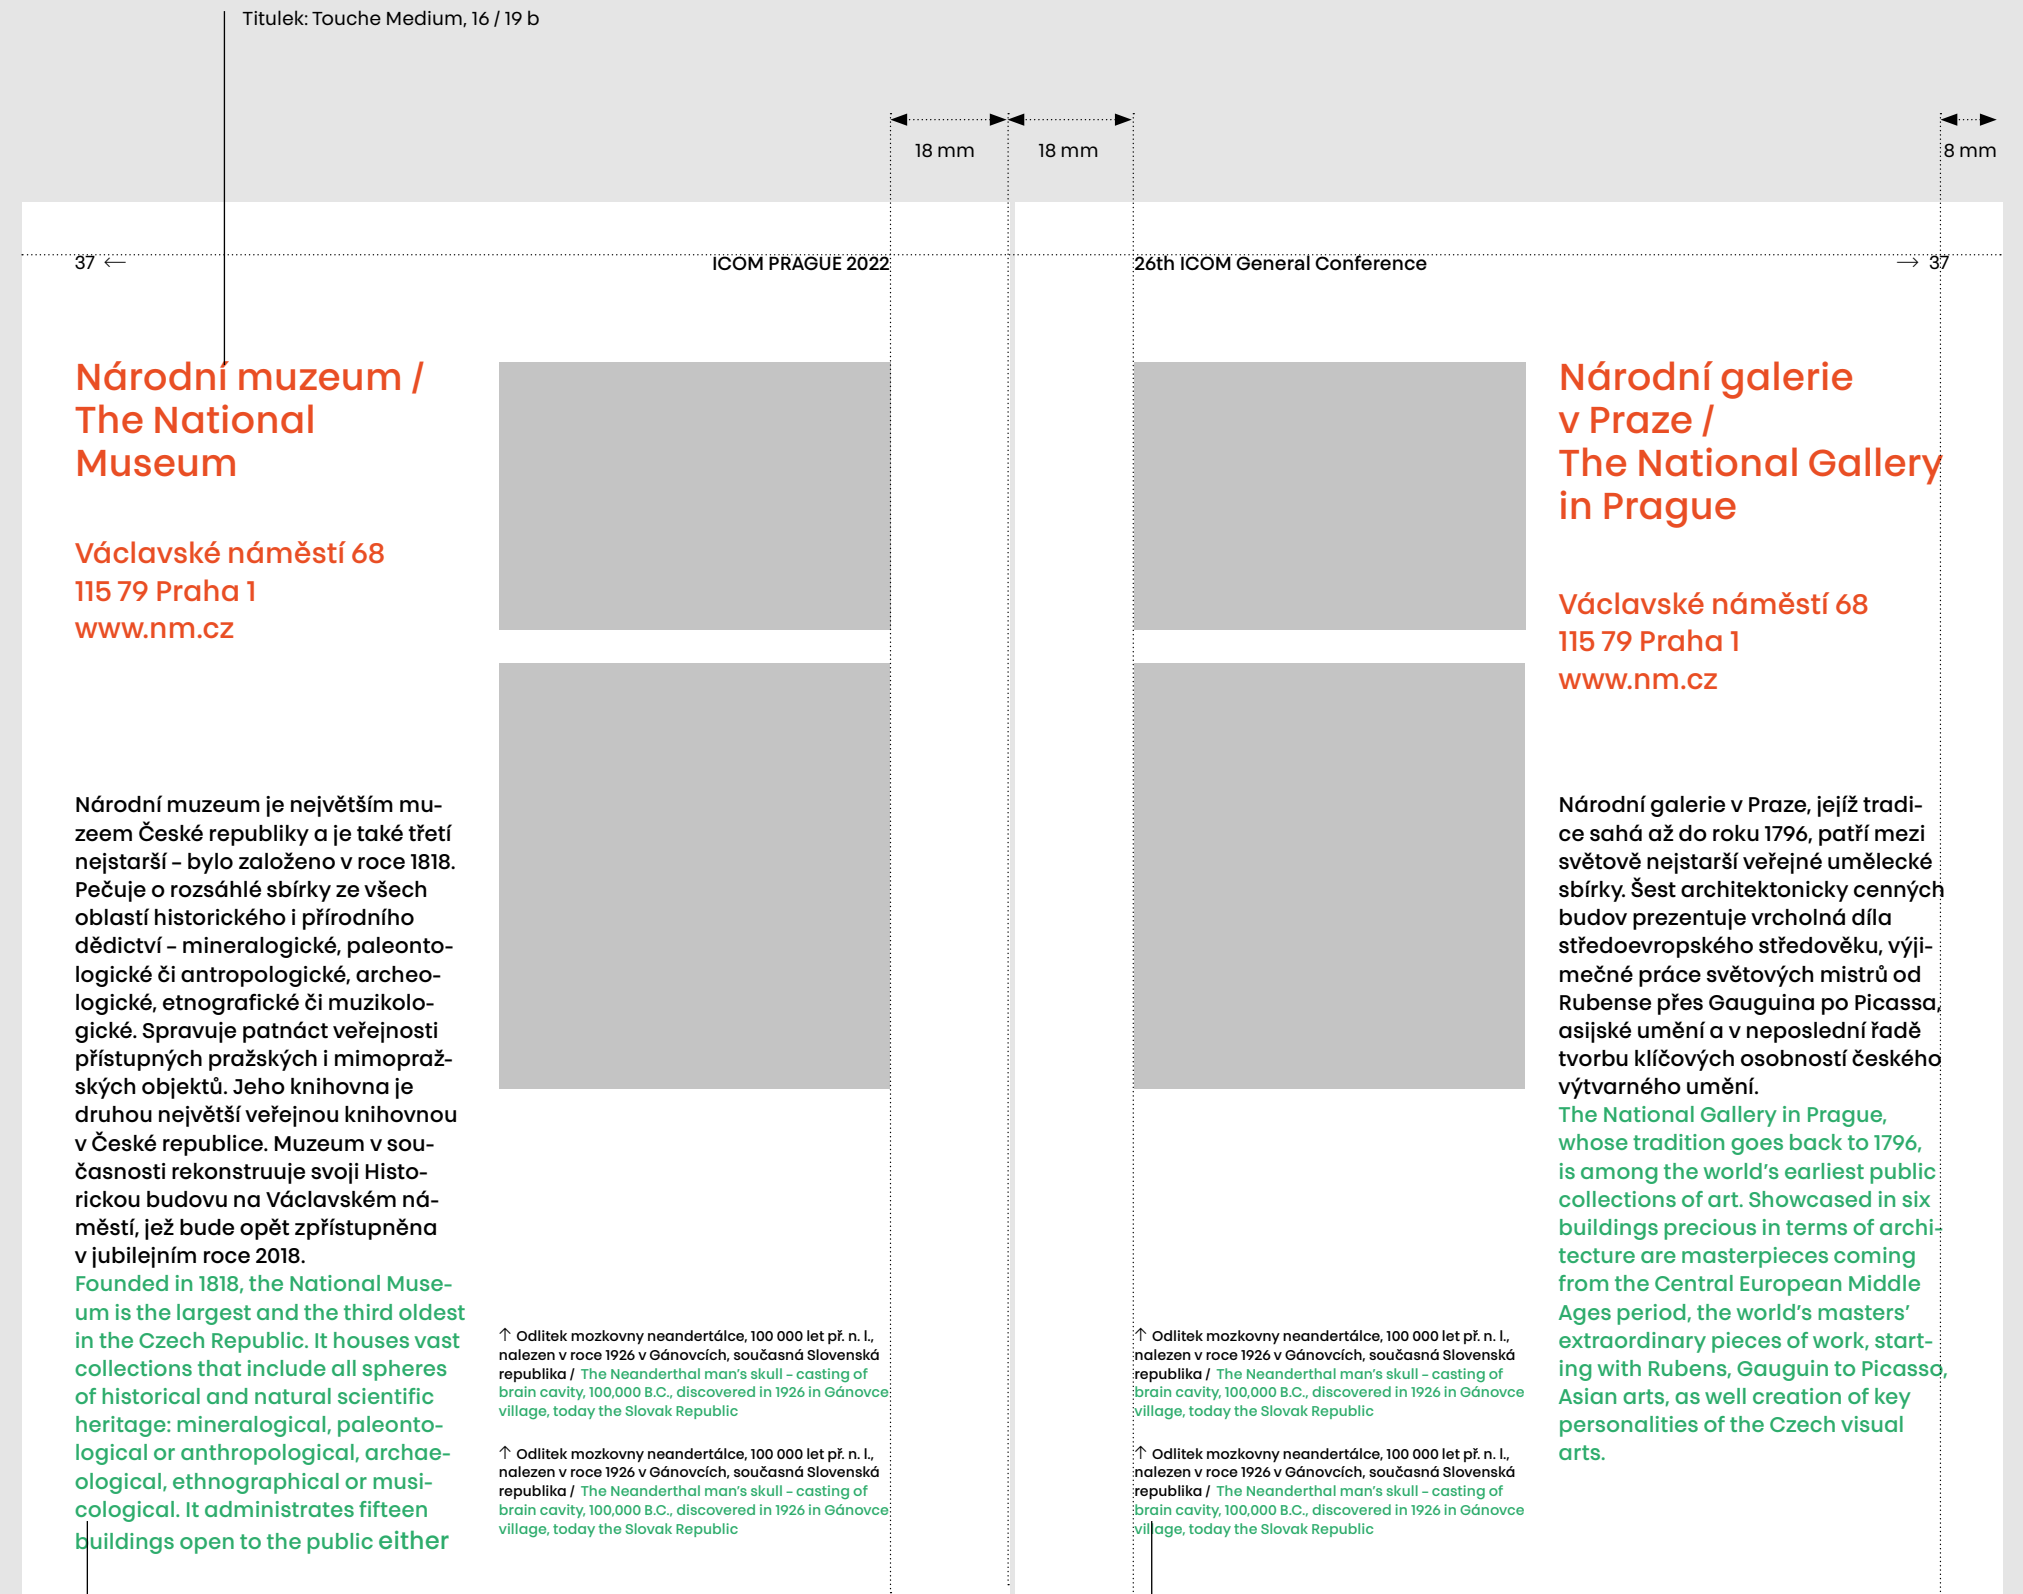 Titulek: Touche Medium, 16 / 19 b
18 mm
18 mm
8 mm
37 ←
ICOM PRAGUE 2022
26th ICOM General Conference
→ 37
Národní muzeum /
The National
Museum
Václavské náměstí 68
115 79 Praha 1
www.nm.cz
Národní muzeum je největším mu-
zeem České republiky a je také třetí
nejstarší – bylo založeno v roce 1818.
Pečuje o rozsáhlé sbírky ze všech
oblastí historického i přírodního
dědictví – mineralogické, paleonto-
logické či antropologické, archeo-
logické, etnografické či muzikolo-
gické. Spravuje patnáct veřejnosti
přístupných pražských i mimopraž-
ských objektů. Jeho knihovna je
druhou největší veřejnou knihovnou
v České republice. Muzeum v sou-
časnosti rekonstruuje svoji Histo-
rickou budovu na Václavském ná-
městí, jež bude opět zpřístupněna
v jubilejním roce 2018.
Founded in 1818, the National Muse-
um is the largest and the third oldest
in the Czech Republic. It houses vast
collections that include all spheres
of historical and natural scientific
heritage: mineralogical, paleonto-
logical or anthropological, archae-
ological, ethnographical or musi-
cological. It administrates fifteen
buildings open to the public either
↑ Odlitek mozkovny neandertálce, 100 000 let př. n. l.,
nalezen v roce 1926 v Gánovcích, současná Slovenská
republika / The Neanderthal man's skull – casting of
brain cavity, 100,000 B.C., discovered in 1926 in Gánovce
village, today the Slovak Republic
↑ Odlitek mozkovny neandertálce, 100 000 let př. n. l.,
nalezen v roce 1926 v Gánovcích, současná Slovenská
republika / The Neanderthal man's skull – casting of
brain cavity, 100,000 B.C., discovered in 1926 in Gánovce
village, today the Slovak Republic
↑ Odlitek mozkovny neandertálce, 100 000 let př. n. l.,
nalezen v roce 1926 v Gánovcích, současná Slovenská
republika / The Neanderthal man's skull – casting of
brain cavity, 100,000 B.C., discovered in 1926 in Gánovce
village, today the Slovak Republic
↑ Odlitek mozkovny neandertálce, 100 000 let př. n. l.,
nalezen v roce 1926 v Gánovcích, současná Slovenská
republika / The Neanderthal man's skull – casting of
brain cavity, 100,000 B.C., discovered in 1926 in Gánovce
village, today the Slovak Republic
Národní galerie
v Praze /
The National Gallery
in Prague
Václavské náměstí 68
115 79 Praha 1
www.nm.cz
Národní galerie v Praze, jejíž tradi-
ce sahá až do roku 1796, patří mezi
světově nejstarší veřejné umělecké
sbírky. Šest architektonicky cenných
budov prezentuje vrcholná díla
středoevropského středověku, výji-
mečné práce světových mistrů od
Rubense přes Gauguina po Picassa,
asijské umění a v neposlední řadě
tvorbu klíčových osobností českého
výtvarného umění.
The National Gallery in Prague,
whose tradition goes back to 1796,
is among the world's earliest public
collections of art. Showcased in six
buildings precious in terms of archi-
tecture are masterpieces coming
from the Central European Middle
Ages period, the world's masters'
extraordinary pieces of work, start-
ing with Rubens, Gauguin to Picasso,
Asian arts, as well creation of key
personalities of the Czech visual
arts.